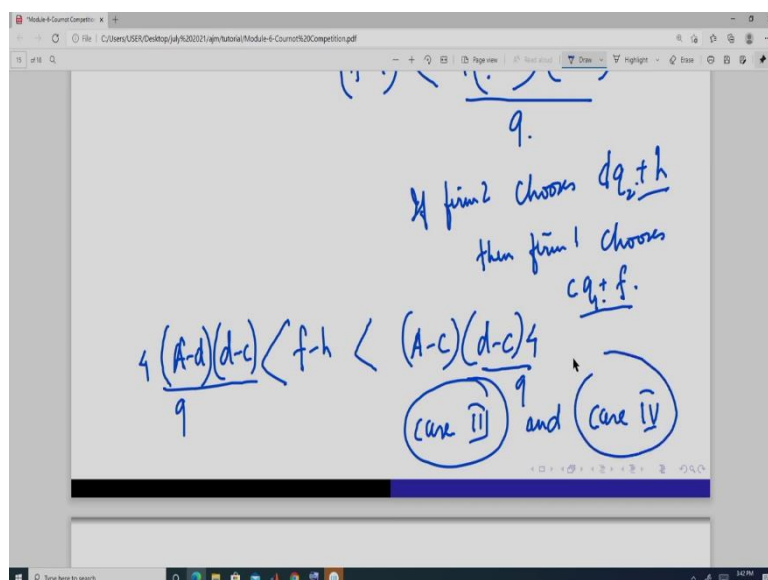 *Module-6-Cournot Competitio
File | C:/Users/USER/Desktop/july%202021/ajm/tutorial/Module-6-Cournot%20Competition.pdf
15 of 18
Page view | Read aloud | Draw Highlight Erase
9.
If firm 2 chooses dq₂+h
then firm 1 chooses
cq₁+f.
4 (A-d)(d-c) < f-h < (A-c)(d-c)4
9 9
case II and case IV
Type here to search
3:42 PM